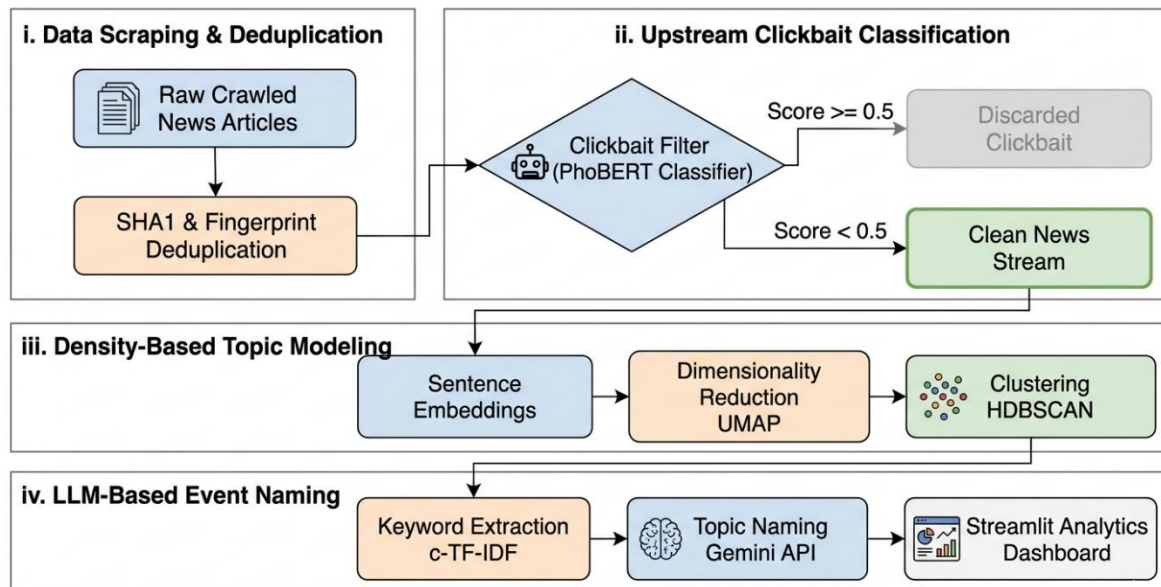 i. Data Scraping & Deduplication
Raw Crawled
News Articles
SHA1 & Fingerprint
Deduplication
ii. Upstream Clickbait Classification
Clickbait Filter
(PhoBERT Classifier)
Score >= 0.5
Discarded
Clickbait
Score < 0.5
Clean News
Stream
iii. Density-Based Topic Modeling
Sentence
Embeddings
Dimensionality
Reduction
UMAP
Clustering
HDBSCAN
iv. LLM-Based Event Naming
Keyword Extraction
c-TF-IDF
Topic Naming
Gemini API
Streamlit Analytics
Dashboard